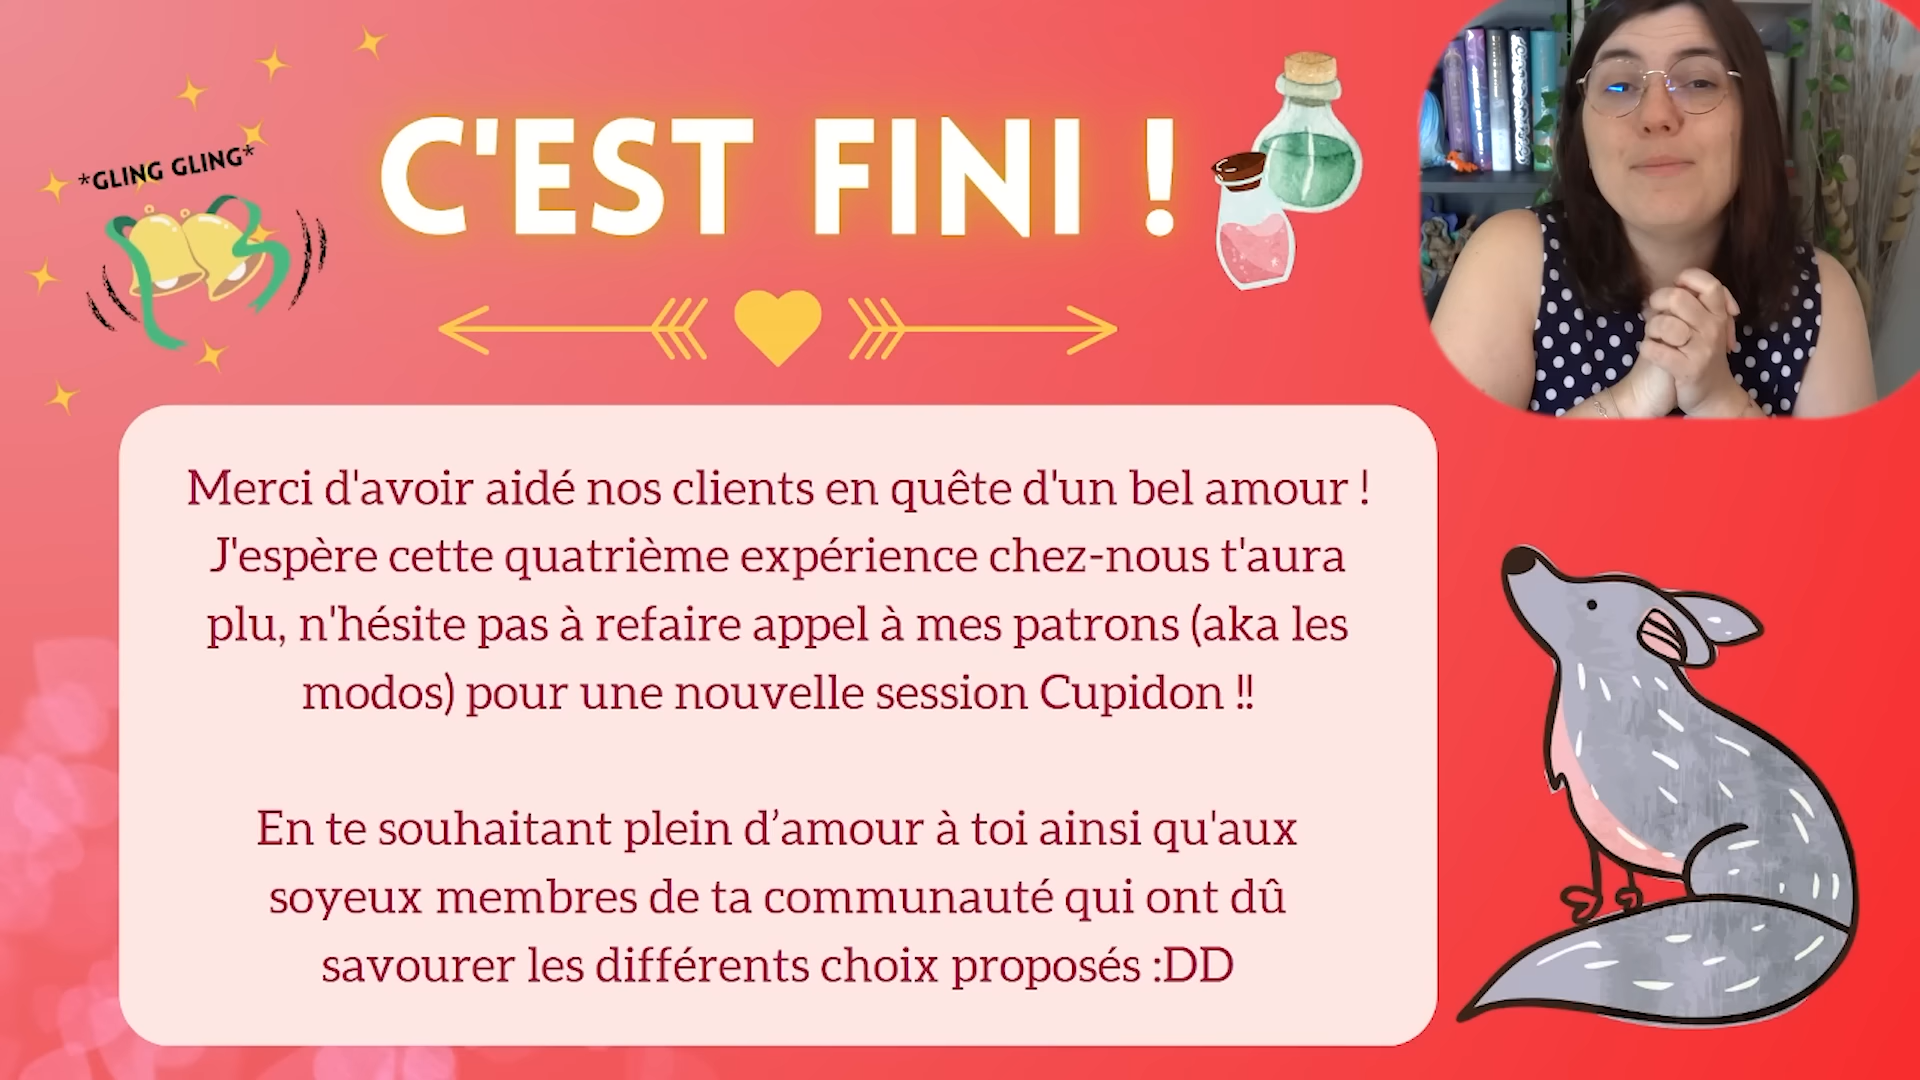 *GLING GLING*
C'EST FINI !
Merci d'avoir aidé nos clients en quête d'un bel amour !
J'espère cette quatrième expérience chez-nous t'aura
plu, n'hésite pas à refaire appel à mes patrons (aka les
modos) pour une nouvelle session Cupidon !!
En te souhaitant plein d’amour à toi ainsi qu'aux
soyeux membres de ta communauté qui ont dû
savourer les différents choix proposés :DD